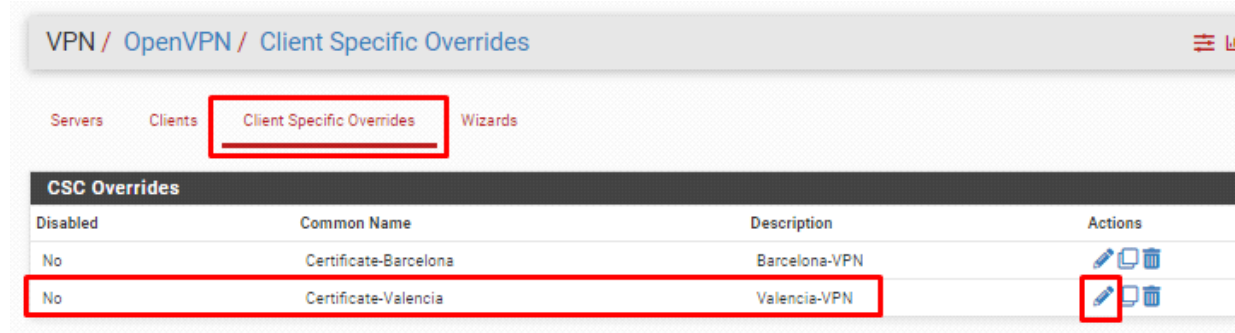 VPN / OpenVPN / Client Specific Overrides
Servers Clients Client Specific Overrides Wizards
CSC Overrides
Disabled Common Name Description Actions
No Certificate-Barcelona Barcelona-VPN
No Certificate-Valencia Valencia-VPN